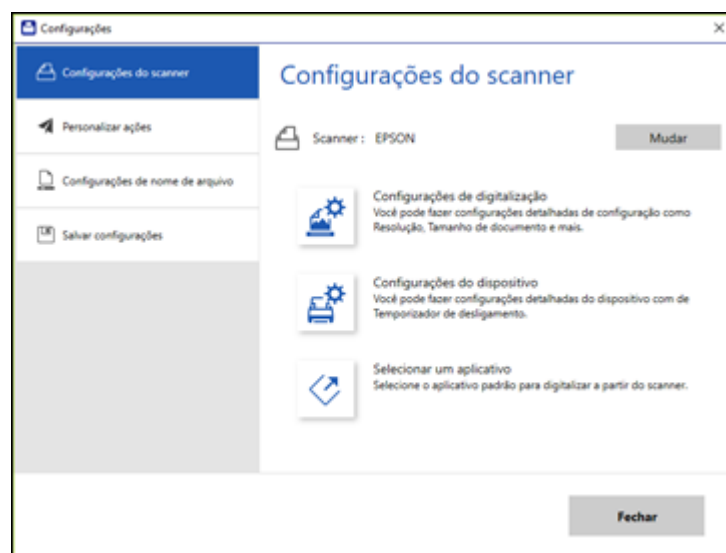 Configurações
Configurações do scanner
Personalizar ações
Configurações de nome de arquivo
Salvar configurações
Configurações do scanner
Scanner : EPSON
Mudar
Configurações de digitalização
Você pode fazer configurações detalhadas de configuração como
Resolução, Tamanho de documento e mais.
Configurações do dispositivo
Você pode fazer configurações detalhadas do dispositivo com de
Temporizador de desligamento.
Selecionar um aplicativo
Selecione o aplicativo padrão para digitalizar a partir do scanner.
Fechar